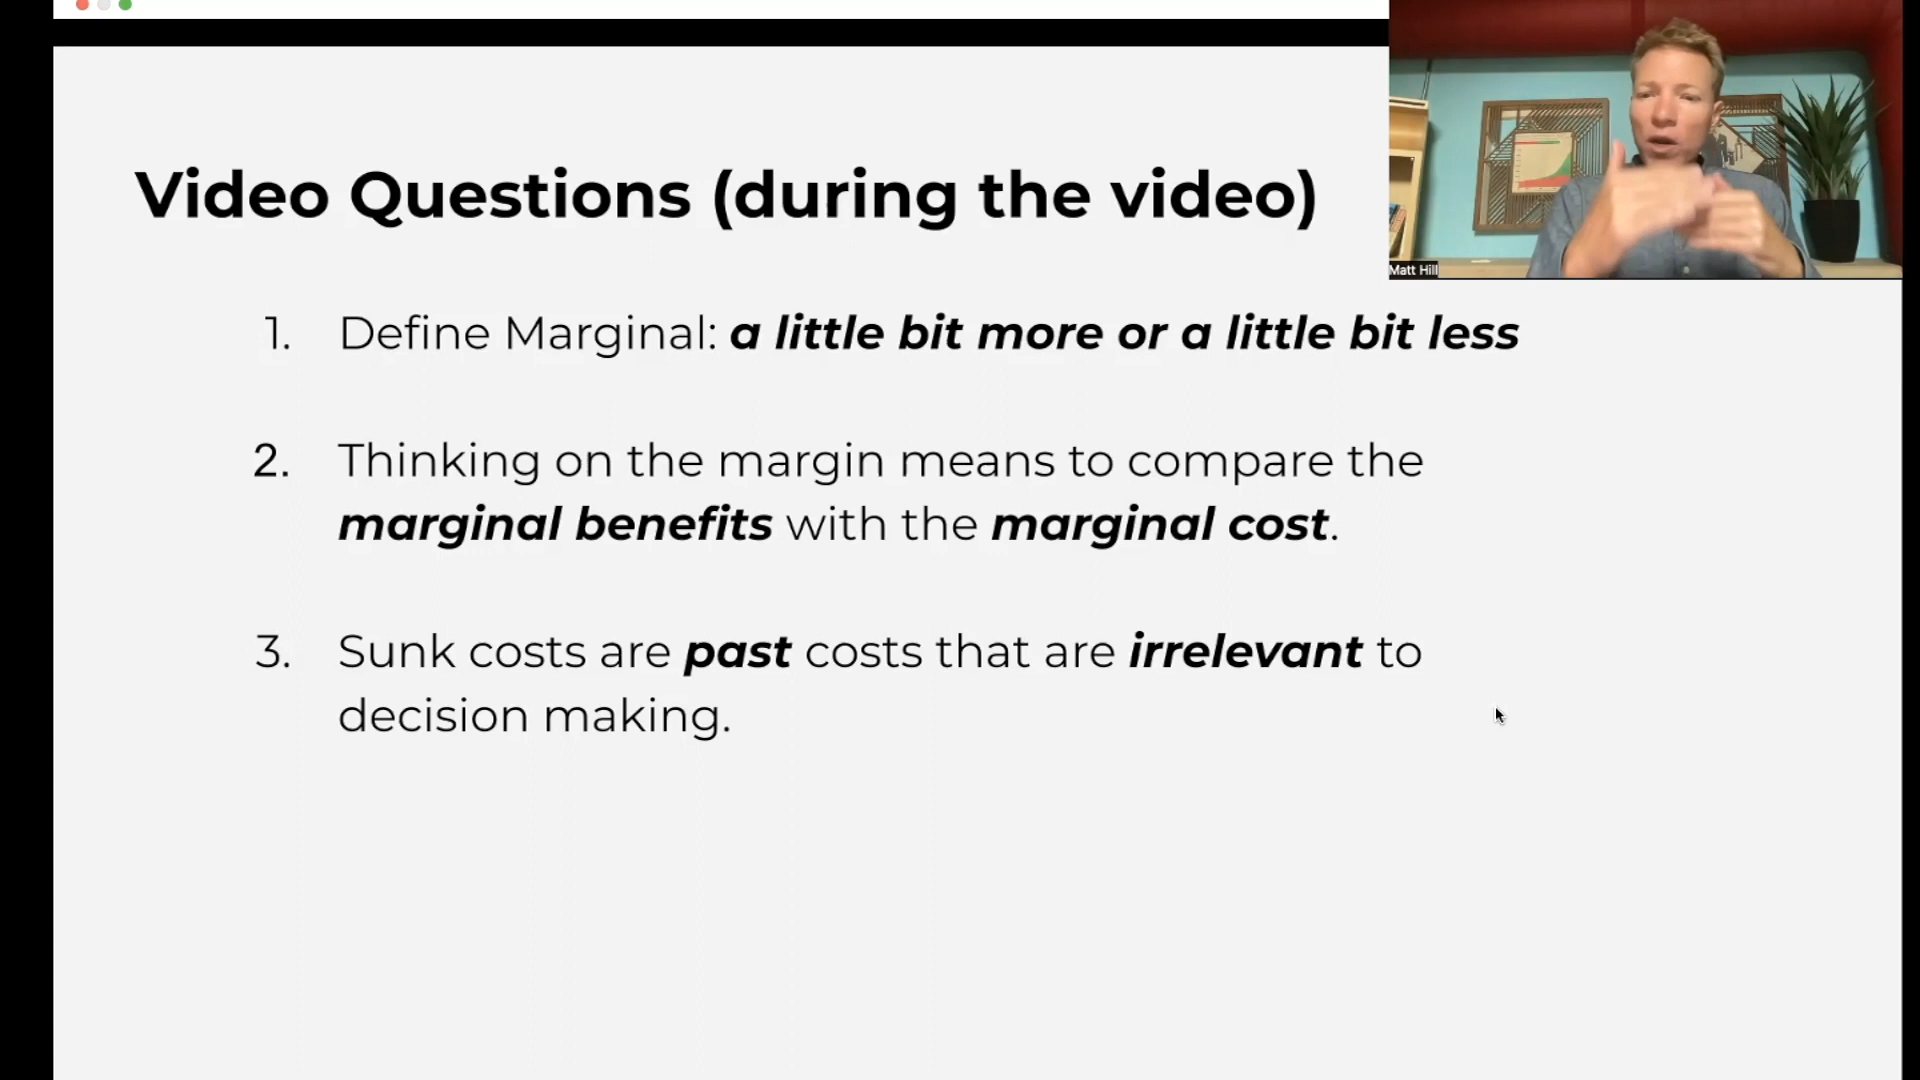 Video Questions (during the video)
Matt Hill
1. Define Marginal: a little bit more or a little bit less
2. Thinking on the margin means to compare the
marginal benefits with the marginal cost.
3. Sunk costs are past costs that are irrelevant to
decision making.